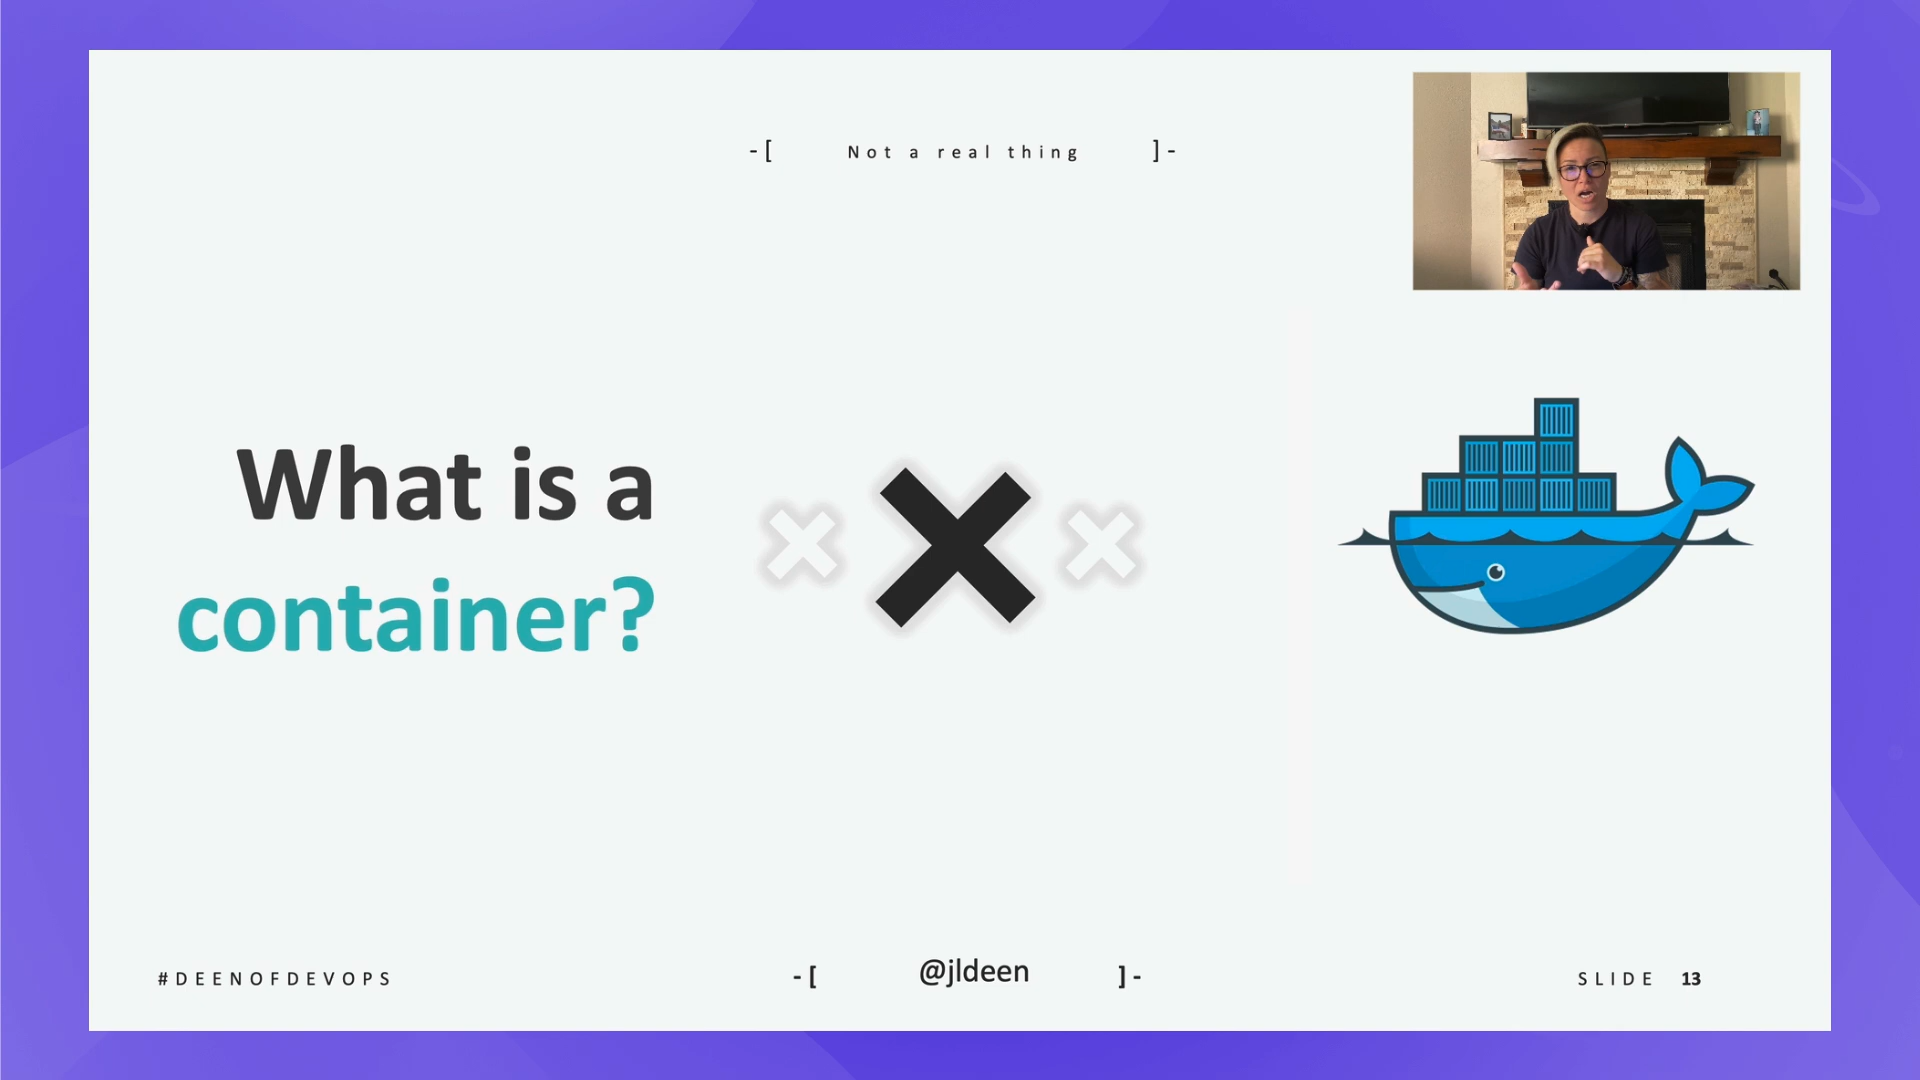 -[ Not a real thing ]-
What is a
container?
#DEENOFDEVOPS
-[ @jldeen ]-
SLIDE 13